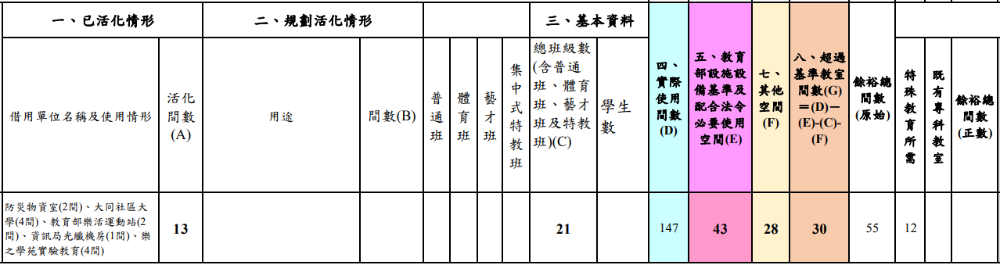 一、已活化情形
二、規劃活化情形
三、基本資料
四、
實際
使用
間數
(D)
五、教育
部設施設
備基準及
配合法令
必要使用
空間(E)
七、
其他
空間
(F)
八、超過
基準教室
間數(G)
＝(D)－
(E)-(C)-
(F)
餘裕總
間數
(原始)
特殊教育所需
既有專科教室
餘裕總
間數
(正數)
借用單位名稱及使用情形
活化
間數
(A)
用途
間數(B)
普通班
體育班
藝才班
集中式特教班
總班級數
(含普通
班、體育
班、藝才
班及特教
班)(C)
學生
數
防災物資室(2間)、大同社區大
學(4間)、教育部樂活運動站(2
間)、資訊局光纖機房(1間)、樂
之學苑實驗教育(4間)
13
21
147
43
28
30
55
12